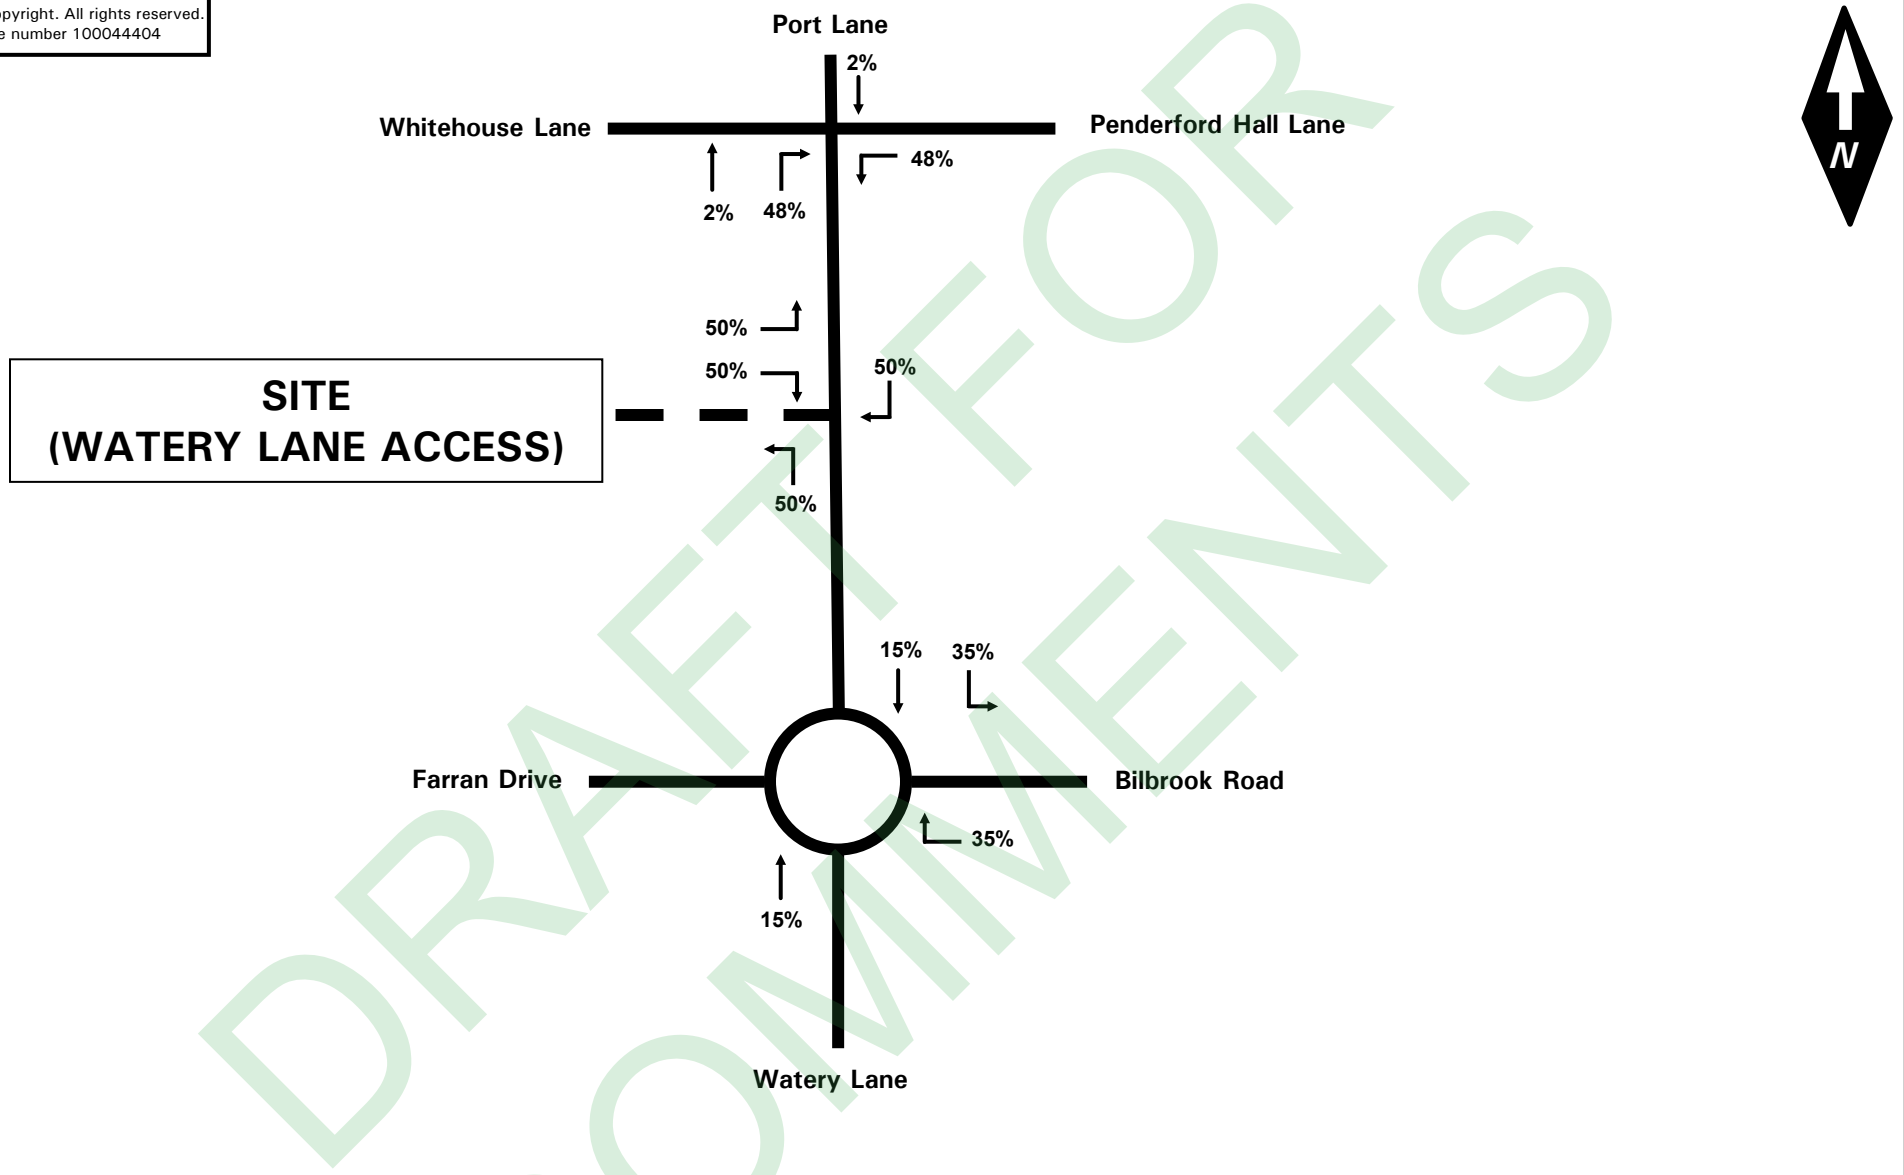 opyright. All rights reserved.
e number 100044404
Port Lane
2%
Whitehouse Lane
Penderford Hall Lane
48%
2%
48%
N
50%
50%
50%
SITE
(WATERY LANE ACCESS)
50%
15%
35%
Farran Drive
Bilbrook Road
35%
15%
Watery Lane
DRAFT FOR
OMMENTS